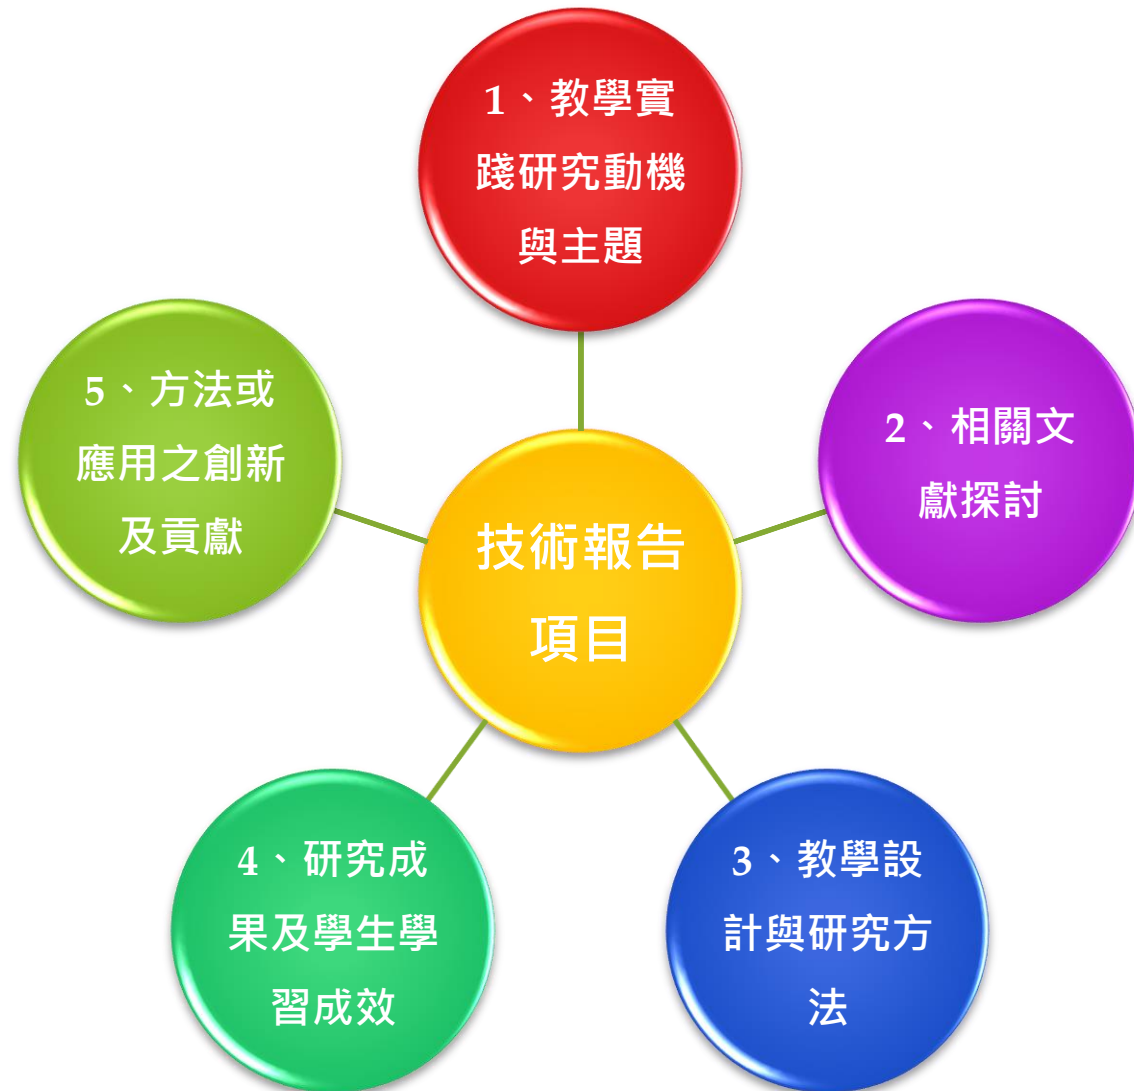 1、教學實
踐研究動機
與主題
2、相關文
獻探討
3、教學設
計與研究方
法
4、研究成
果及學生學
習成效
5、方法或
應用之創新
及貢獻
技術報告
項目